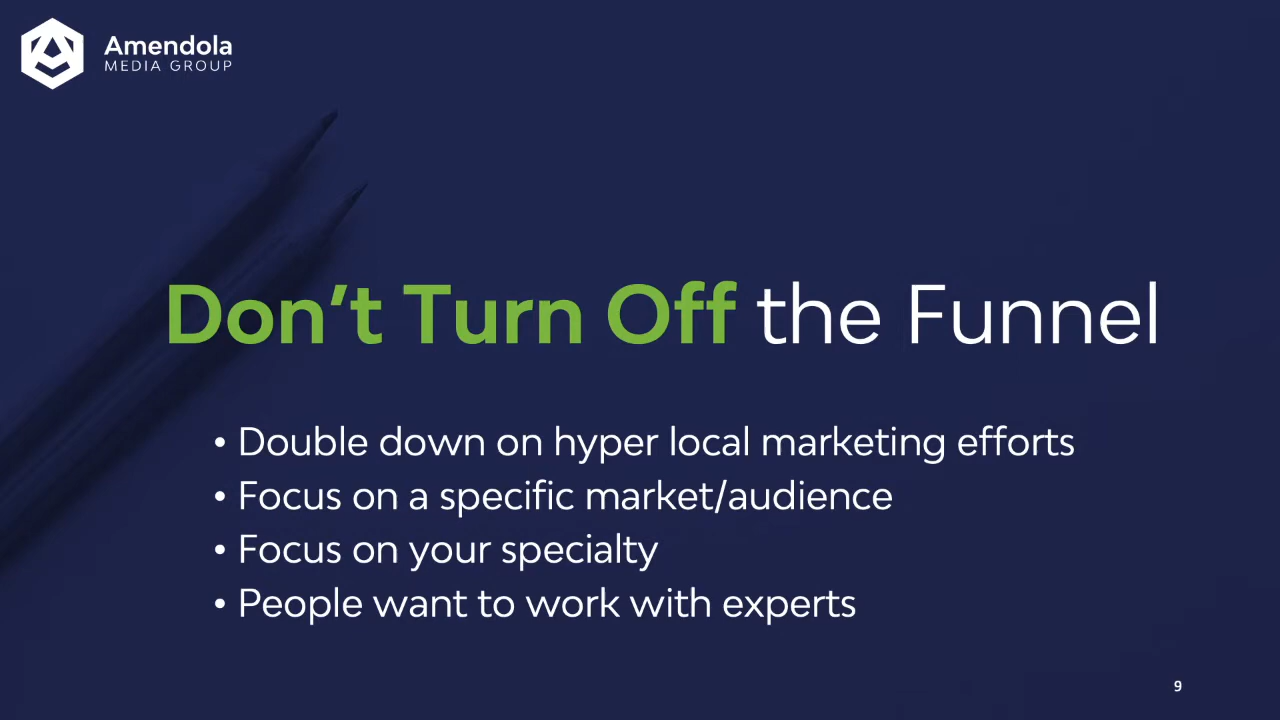 Amendola
MEDIA GROUP
Don't Turn Off the Funnel
• Double down on hyper local marketing efforts
• Focus on a specific market/audience
• Focus on your specialty
• People want to work with experts
9